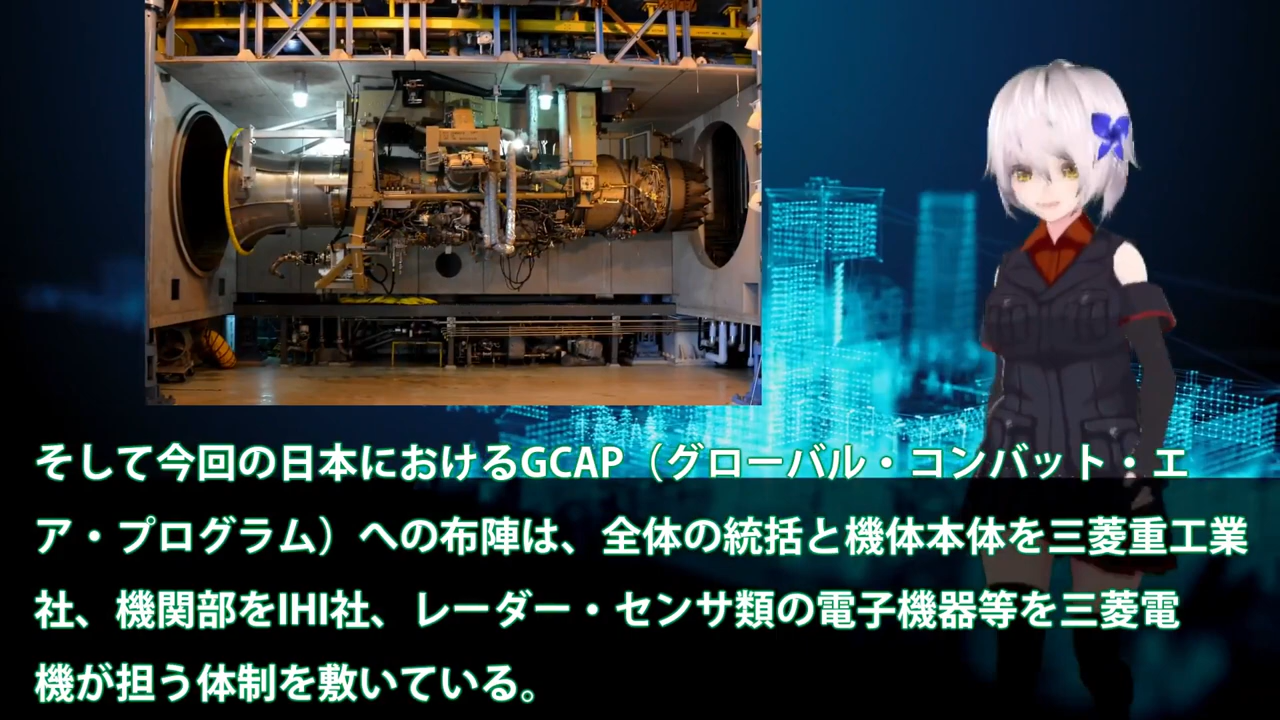 そして今回の日本におけるGCAP（グローバル・コンバット・エ
ア・プログラム）への布陣は、全体の統括と機体本体を三菱重工業
社、機関部をIHI社、レーダー・センサ類の電子機器等を三菱電
機が担う体制を敷いている。